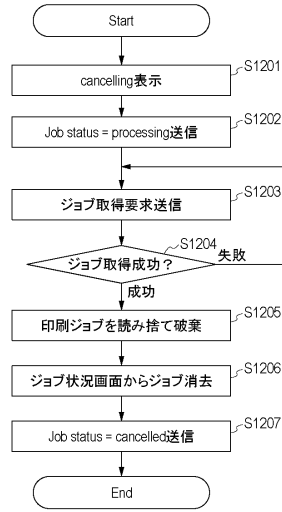 Start
S1201
cancelling表示
S1202
Job status = processing送信
S1203
ジョブ取得要求送信
S1204
ジョブ取得成功？
失敗
成功
S1205
印刷ジョブを読み捨て破棄
S1206
ジョブ状況画面からジョブ消去
S1207
Job status = cancelled送信
End